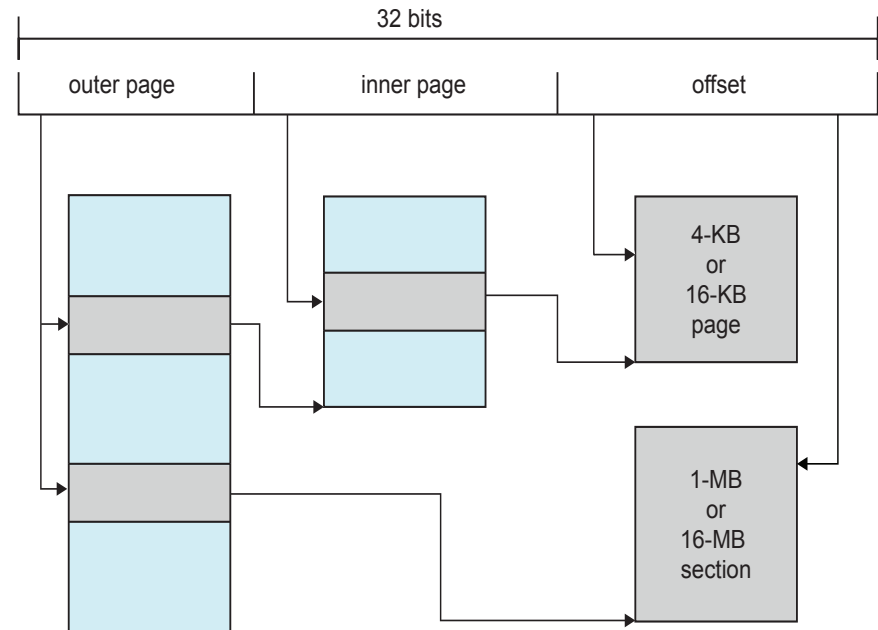 32 bits
outer page
inner page
offset
4-KB
or
16-KB
page
1-MB
or
16-MB
section